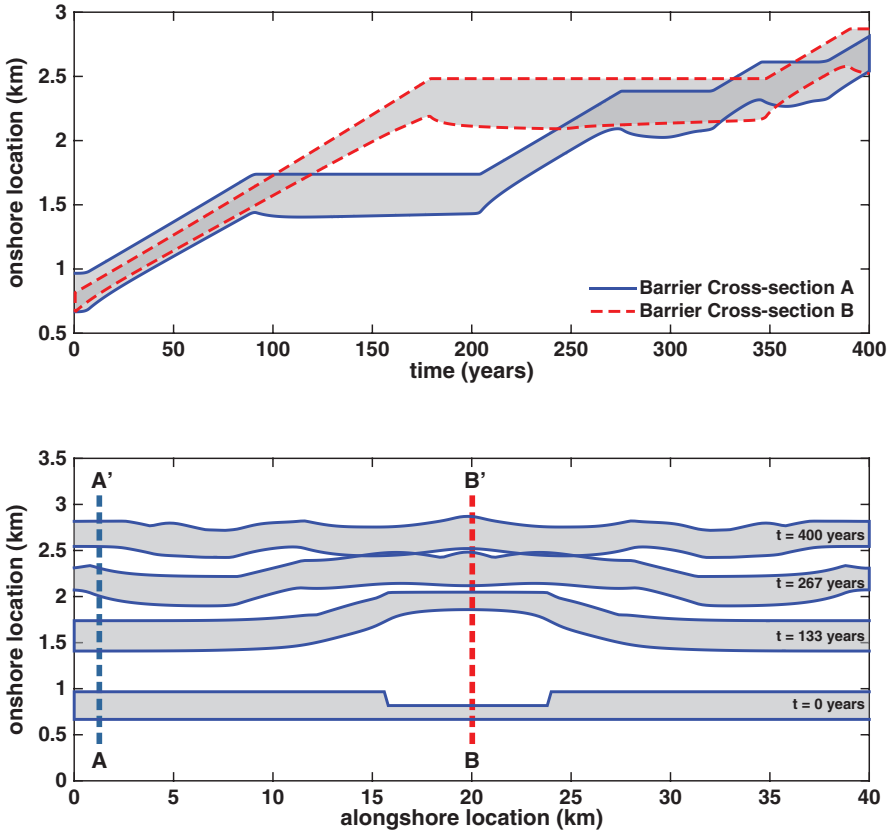 3
2.5
2
1.5
1
0.5
onshore location (km)
Barrier Cross-section A
Barrier Cross-section B
0 50 100 150 200 250 300 350 400
time (years)
3.5
3
2.5
2
1.5
1
0.5
0
onshore location (km)
A' B'
t = 400 years
t = 267 years
t = 133 years
t = 0 years
A B
0 5 10 15 20 25 30 35 40
alongshore location (km)